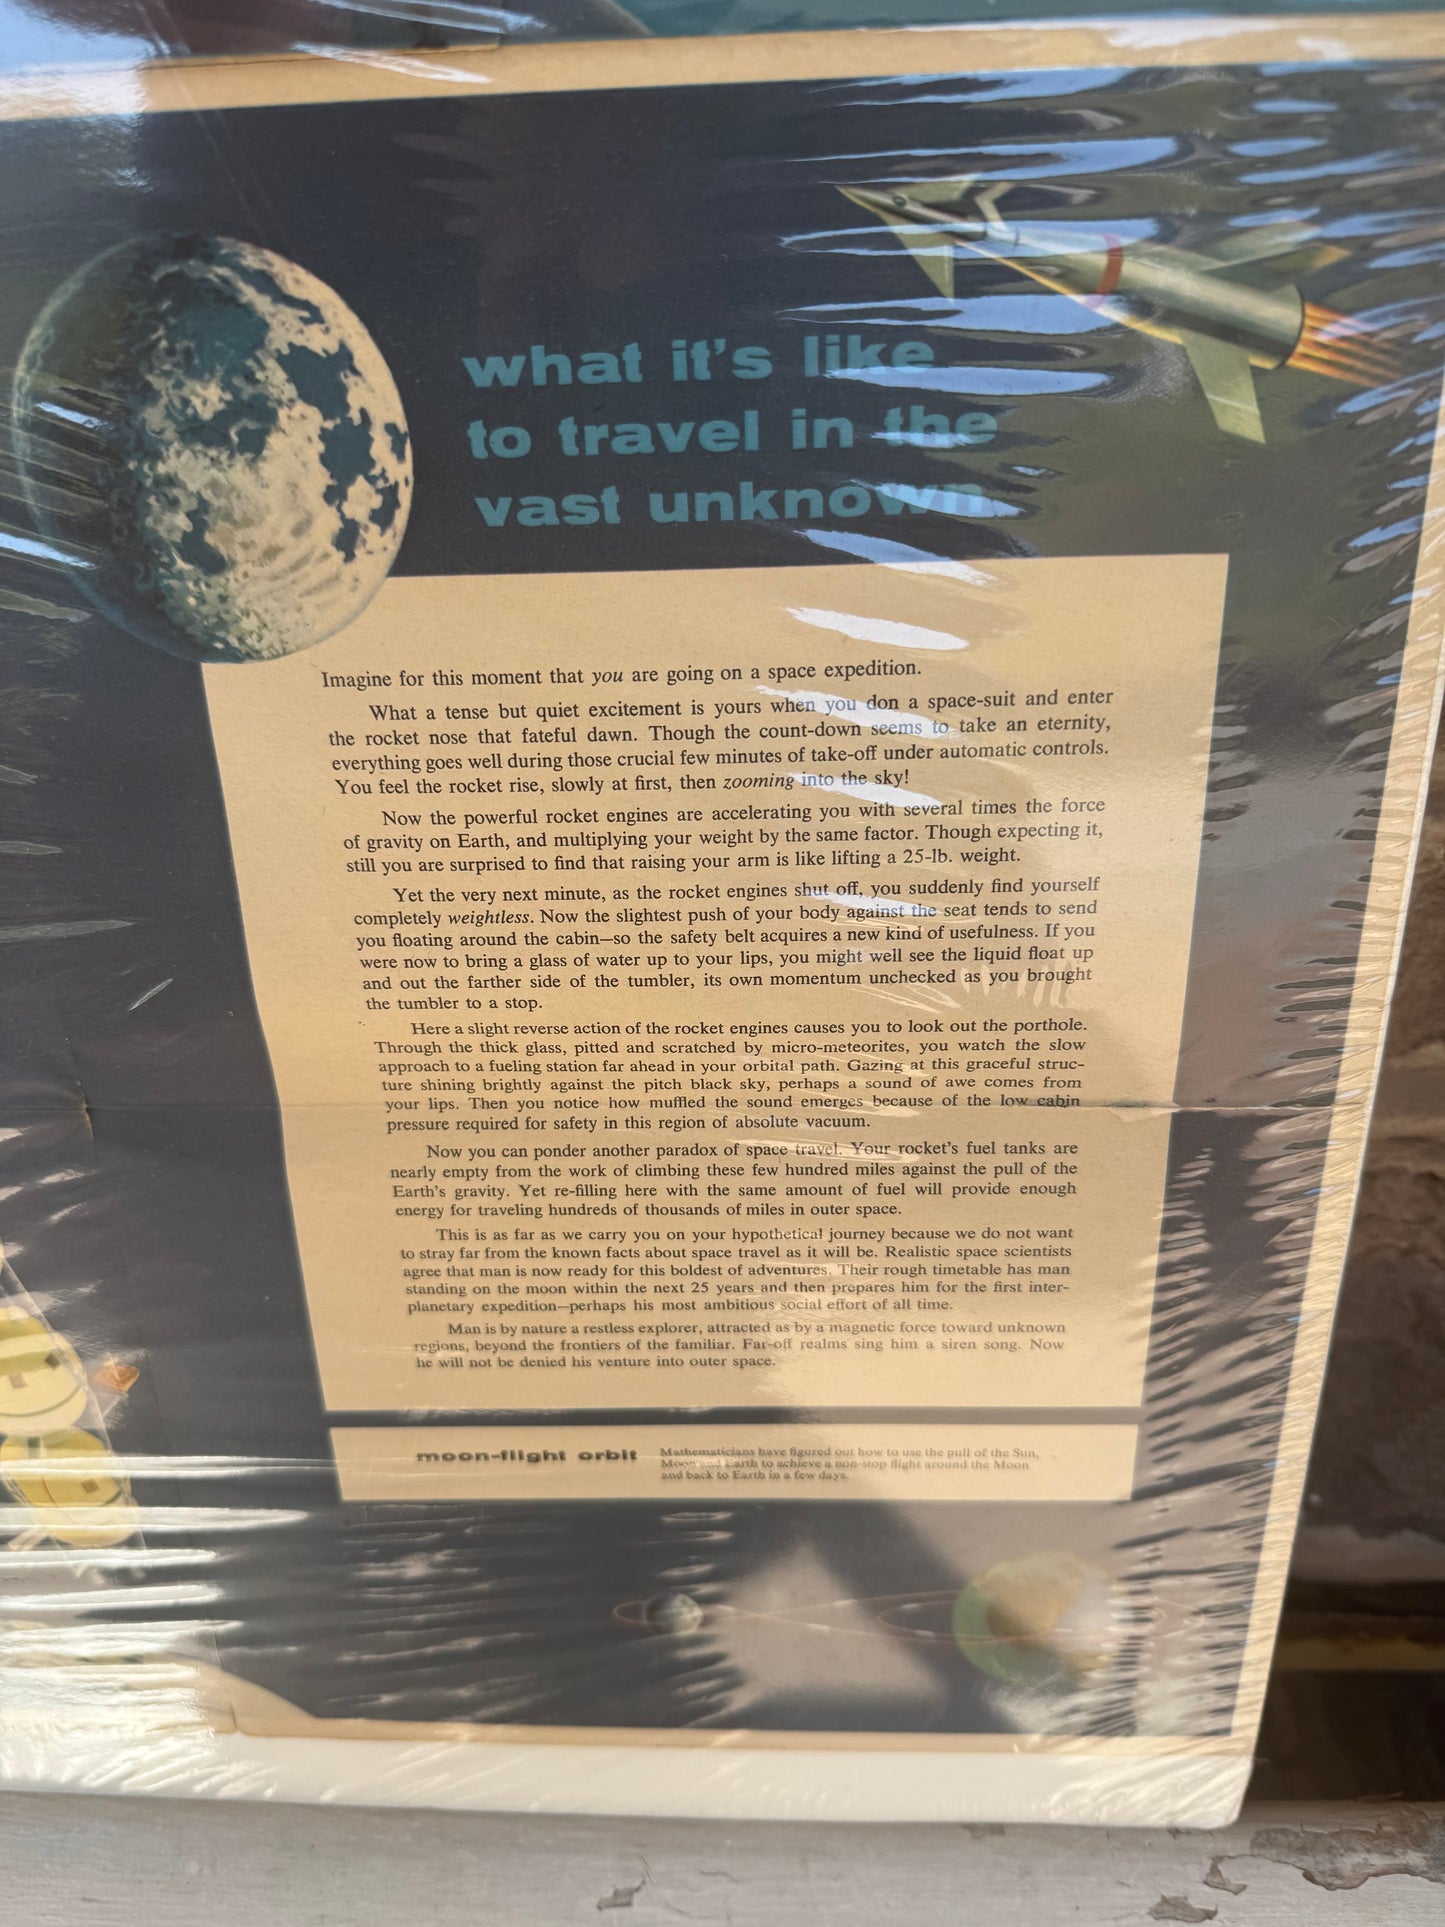 what it's like
to travel in the
vast unknown
Imagine for this moment that you are going on a space expedition.
What a tense but quiet excitement is yours when you don a space-suit and enter
the rocket nose that fateful dawn. Though the count-down seems to take an eternity,
everything goes well during those crucial few minutes of take-off under automatic controls.
You feel the rocket rise, slowly at first, then zooming into the sky!
Now the powerful rocket engines are accelerating you with several times the force
of gravity on Earth, and multiplying your weight by the same factor. Though expecting it,
still you are surprised to find that raising your arm is like lifting a 25-lb. weight.
Yet the very next minute, as the rocket engines shut off, you suddenly find yourself
completely weightless. Now the slightest push of your body against the seat tends to send
you floating around the cabin—so the safety belt acquires a new kind of usefulness. If you
were now to bring a glass of water up to your lips, you might well see the liquid float up
and out the farther side of the tumbler, its own momentum unchecked as you brought
the tumbler to a stop.
Here a slight reverse action of the rocket engines causes you to look out the porthole.
Through the thick glass, pitted and scratched by micro-meteorites, you watch the slow
approach to a fueling station far ahead in your orbital path. Gazing at this graceful struc-
ture shining brightly against the pitch black sky, perhaps a sound of awe comes from
your lips. Then you notice how muffled the sound emerges because of the low cabin
pressure required for safety in this region of absolute vacuum.
Now you can ponder another paradox of space travel. Your rocket's fuel tanks are
nearly empty from the work of climbing these few hundred miles against the pull of the
Earth's gravity. Yet re-filling here with the same amount of fuel will provide enough
energy for traveling hundreds of thousands of miles in outer space.
This is as far as we carry you on your hypothetical journey because we do not want
to stray far from the known facts about space travel as it will be. Realistic space scientists
agree that man is now ready for this boldest of adventures. Their rough timetable has man
standing on the moon within the next 25 years and then prepares him for the first inter-
planetary expedition—perhaps his most ambitious social effort of all time.
Man is by nature a restless explorer, attracted as by a magnetic force toward unknown
regions, beyond the frontiers of the familiar. Far-off realms sing him a siren song. Now
he will not be denied his venture into outer space.
moon-flight orbit
Mathematicians have figured out how to use the pull of the Sun,
Moon and Earth to achieve a non-stop flight around the Moon
and back to Earth in a few days.